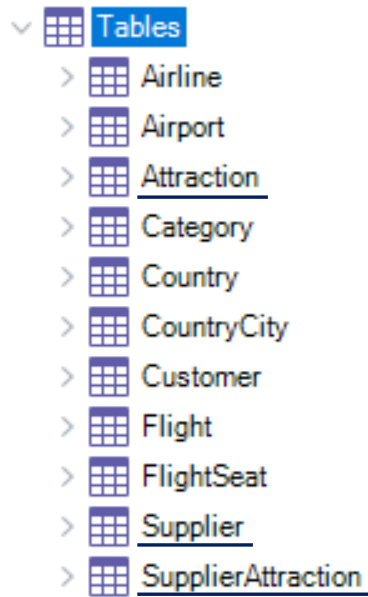 Tables
Airline
Airport
Attraction
Category
Country
CountryCity
Customer
Flight
FlightSeat
Supplier
SupplierAttraction